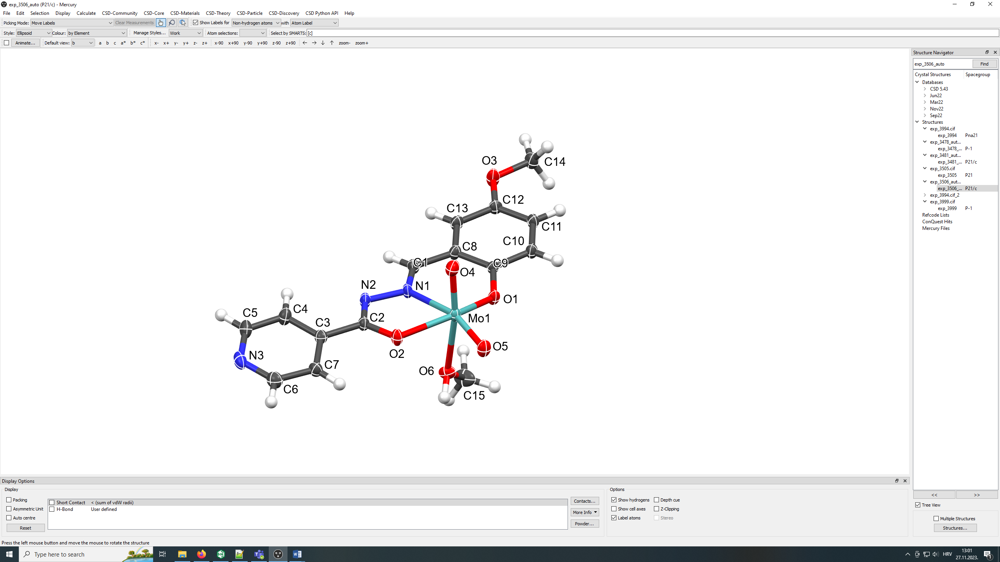 exp_3506_auto (P21/c) - Mercury
File Edit Selection Display Calculate CSD-Community CSD-Core CSD-Materials CSD-Theory CSD-Particle CSD-Discovery CSD Python API Help
Picking Mode: Move Labels Clear Measurements Show Labels for Non-hydrogen atoms with Atom Label
Style: Ellipsoid Colour: by Element Manage Styles... Work Atom selections: Select by SMARTS: [c]
Animate... Default view: b a b c a* b* c* x- x+ y- y+ z- z+ x-90 x+90 y-90 y+90 z-90 z+90 zoom- zoom+
Structure Navigator
exp_3506_auto Find
Crystal Structures Spacegroup
Databases
CSD 5.43
Jun22
Mar22
Nov22
Sep22
Structures
exp_3994.cif
exp_3994 Pna21
exp_3478_aut...
exp_3478_... P-1
exp_3481_aut...
exp_3481_... P21/c
exp_3505.cif
exp_3505 P21
exp_3506_aut...
exp_3506_... P21/c
exp_3994.cif_2
exp_3999.cif
exp_3999 P-1
Refcode Lists
ConQuest Hits
Mercury Files
<< >>
Tree View
Multiple Structures
Structures...
O3
C14
C12
C13
C11
C10
C8
C9
C1
O4
N2
N1
O1
C4
C5
C2
Mo1
C3
O5
O2
N3
C7
O6
C6
C15
Display Options
Display
Packing
Asymmetric Unit
Auto centre
Reset
Short Contact < (sum of vdW radii)
H-Bond User defined
Contacts...
More Info
Powder...
Options
Show hydrogens Depth cue
Show cell axes Z-Clipping
Label atoms Stereo
Press the left mouse button and move the mouse to rotate the structure
Type here to search
HRV
13:01
27.11.2023.
1